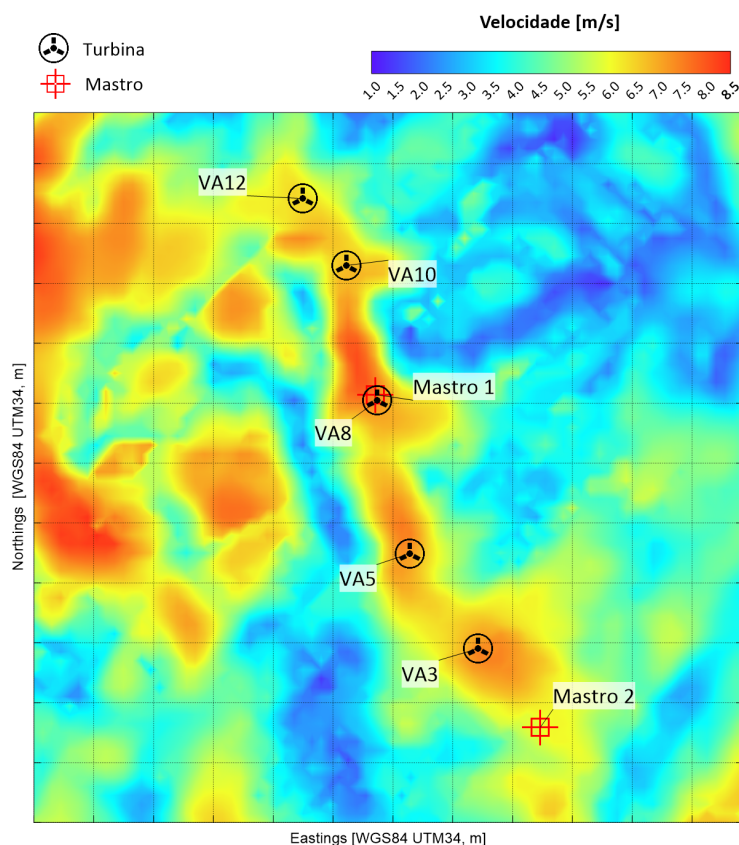 Velocidade [m/s]
Turbina
Mastro
1.0 1.5 2.0 2.5 3.0 3.5 4.0 4.5 5.0 5.5 6.0 6.5 7.0 7.5 8.0 8.5
VA12
VA10
Mastro 1
VA8
VA5
VA3
Mastro 2
Northings [WGS84 UTM34, m]
Eastings [WGS84 UTM34, m]